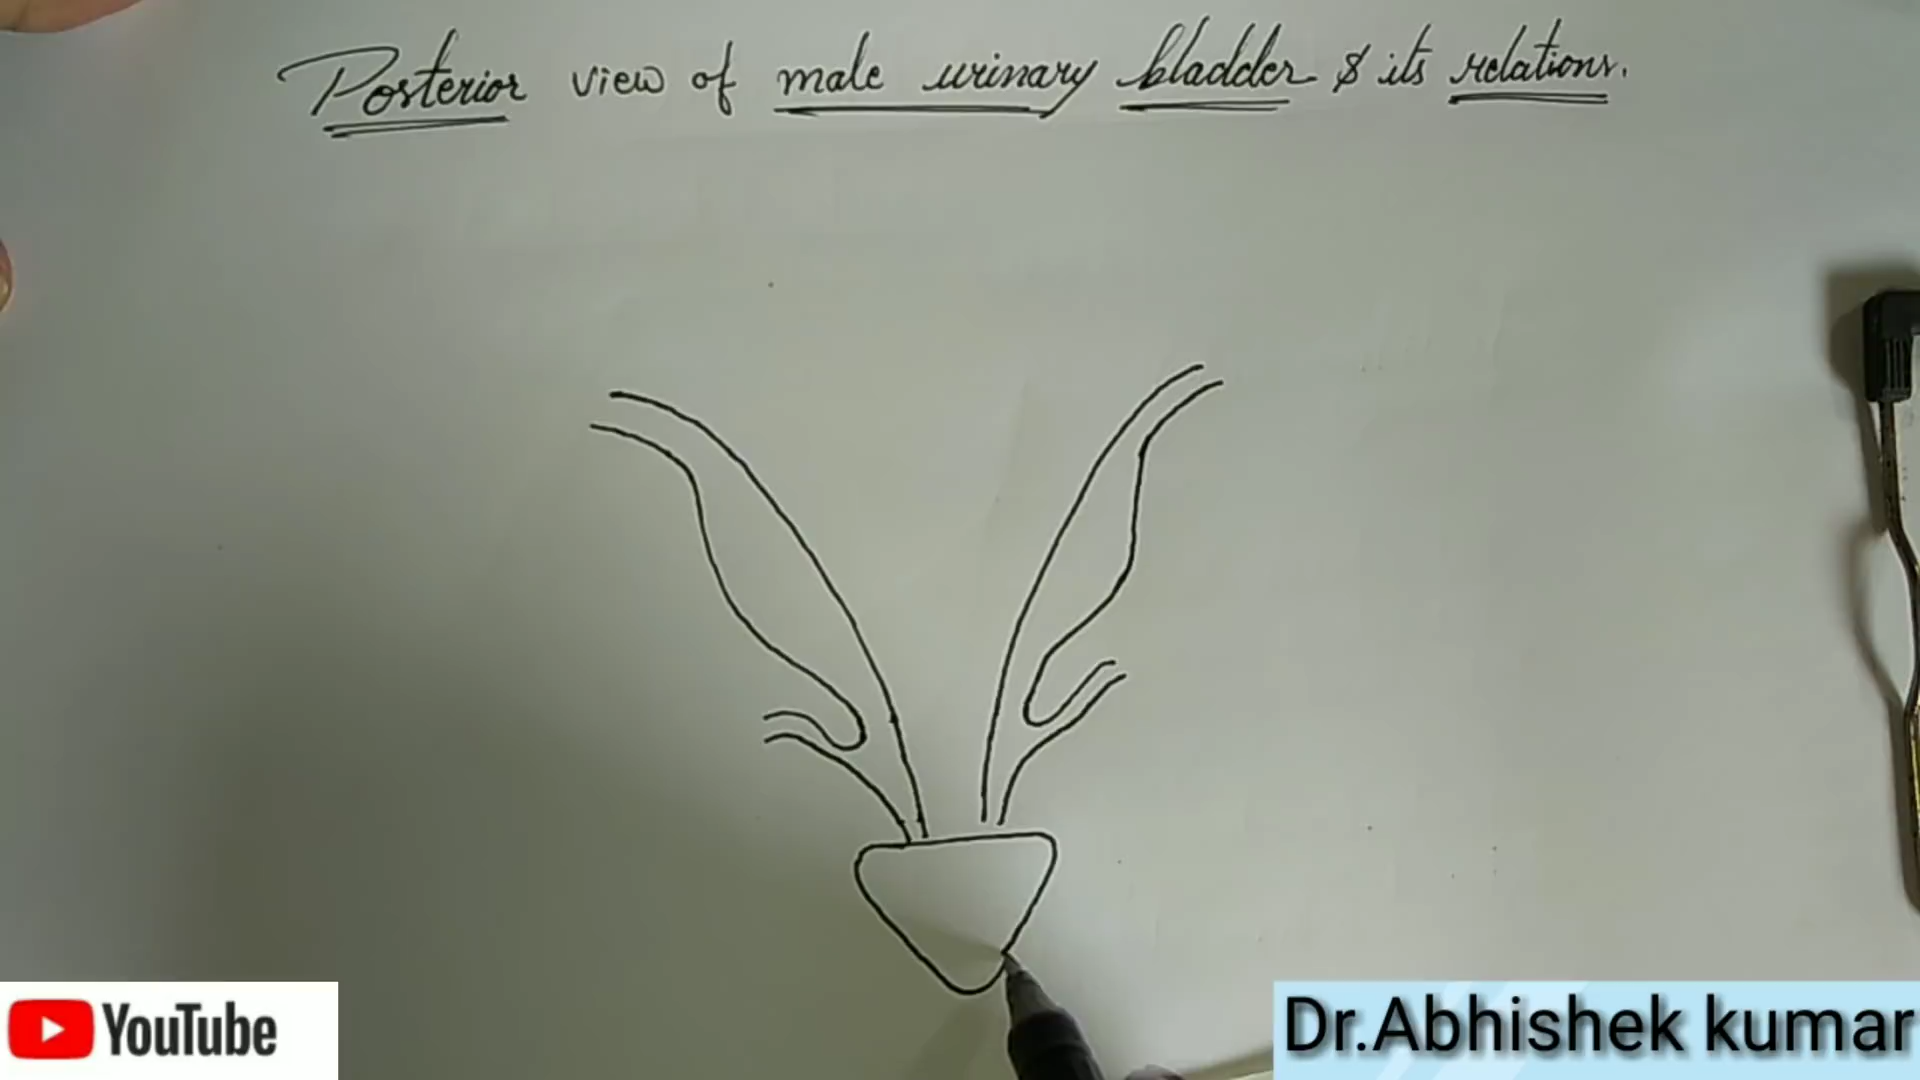 Posterior view of male urinary bladder & its relations.
YouTube
Dr.Abhishek kumar